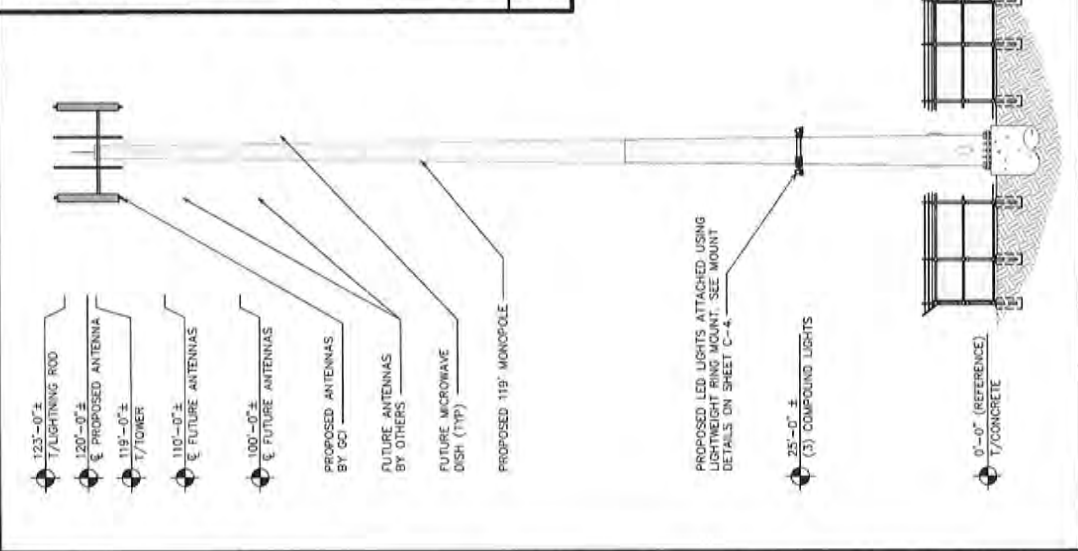 123'-0"±
T/LIGHTNING ROD
120'-0"±
℄ PROPOSED ANTENNA
119'-0"±
T/TOWER
110'-0"±
℄ FUTURE ANTENNAS
100'-0"±
℄ FUTURE ANTENNAS
PROPOSED ANTENNAS
BY GCI
FUTURE ANTENNAS
BY OTHERS
FUTURE MICROWAVE
DISH (TYP)
PROPOSED 119' MONOPOLE
PROPOSED LED LIGHTS ATTACHED USING
LIGHTWEIGHT RING MOUNT, SEE MOUNT
DETAILS ON SHEET C-4.
25'-0" ±
(3) COMPOUND LIGHTS
0'-0" (REFERENCE)
T/CONCRETE